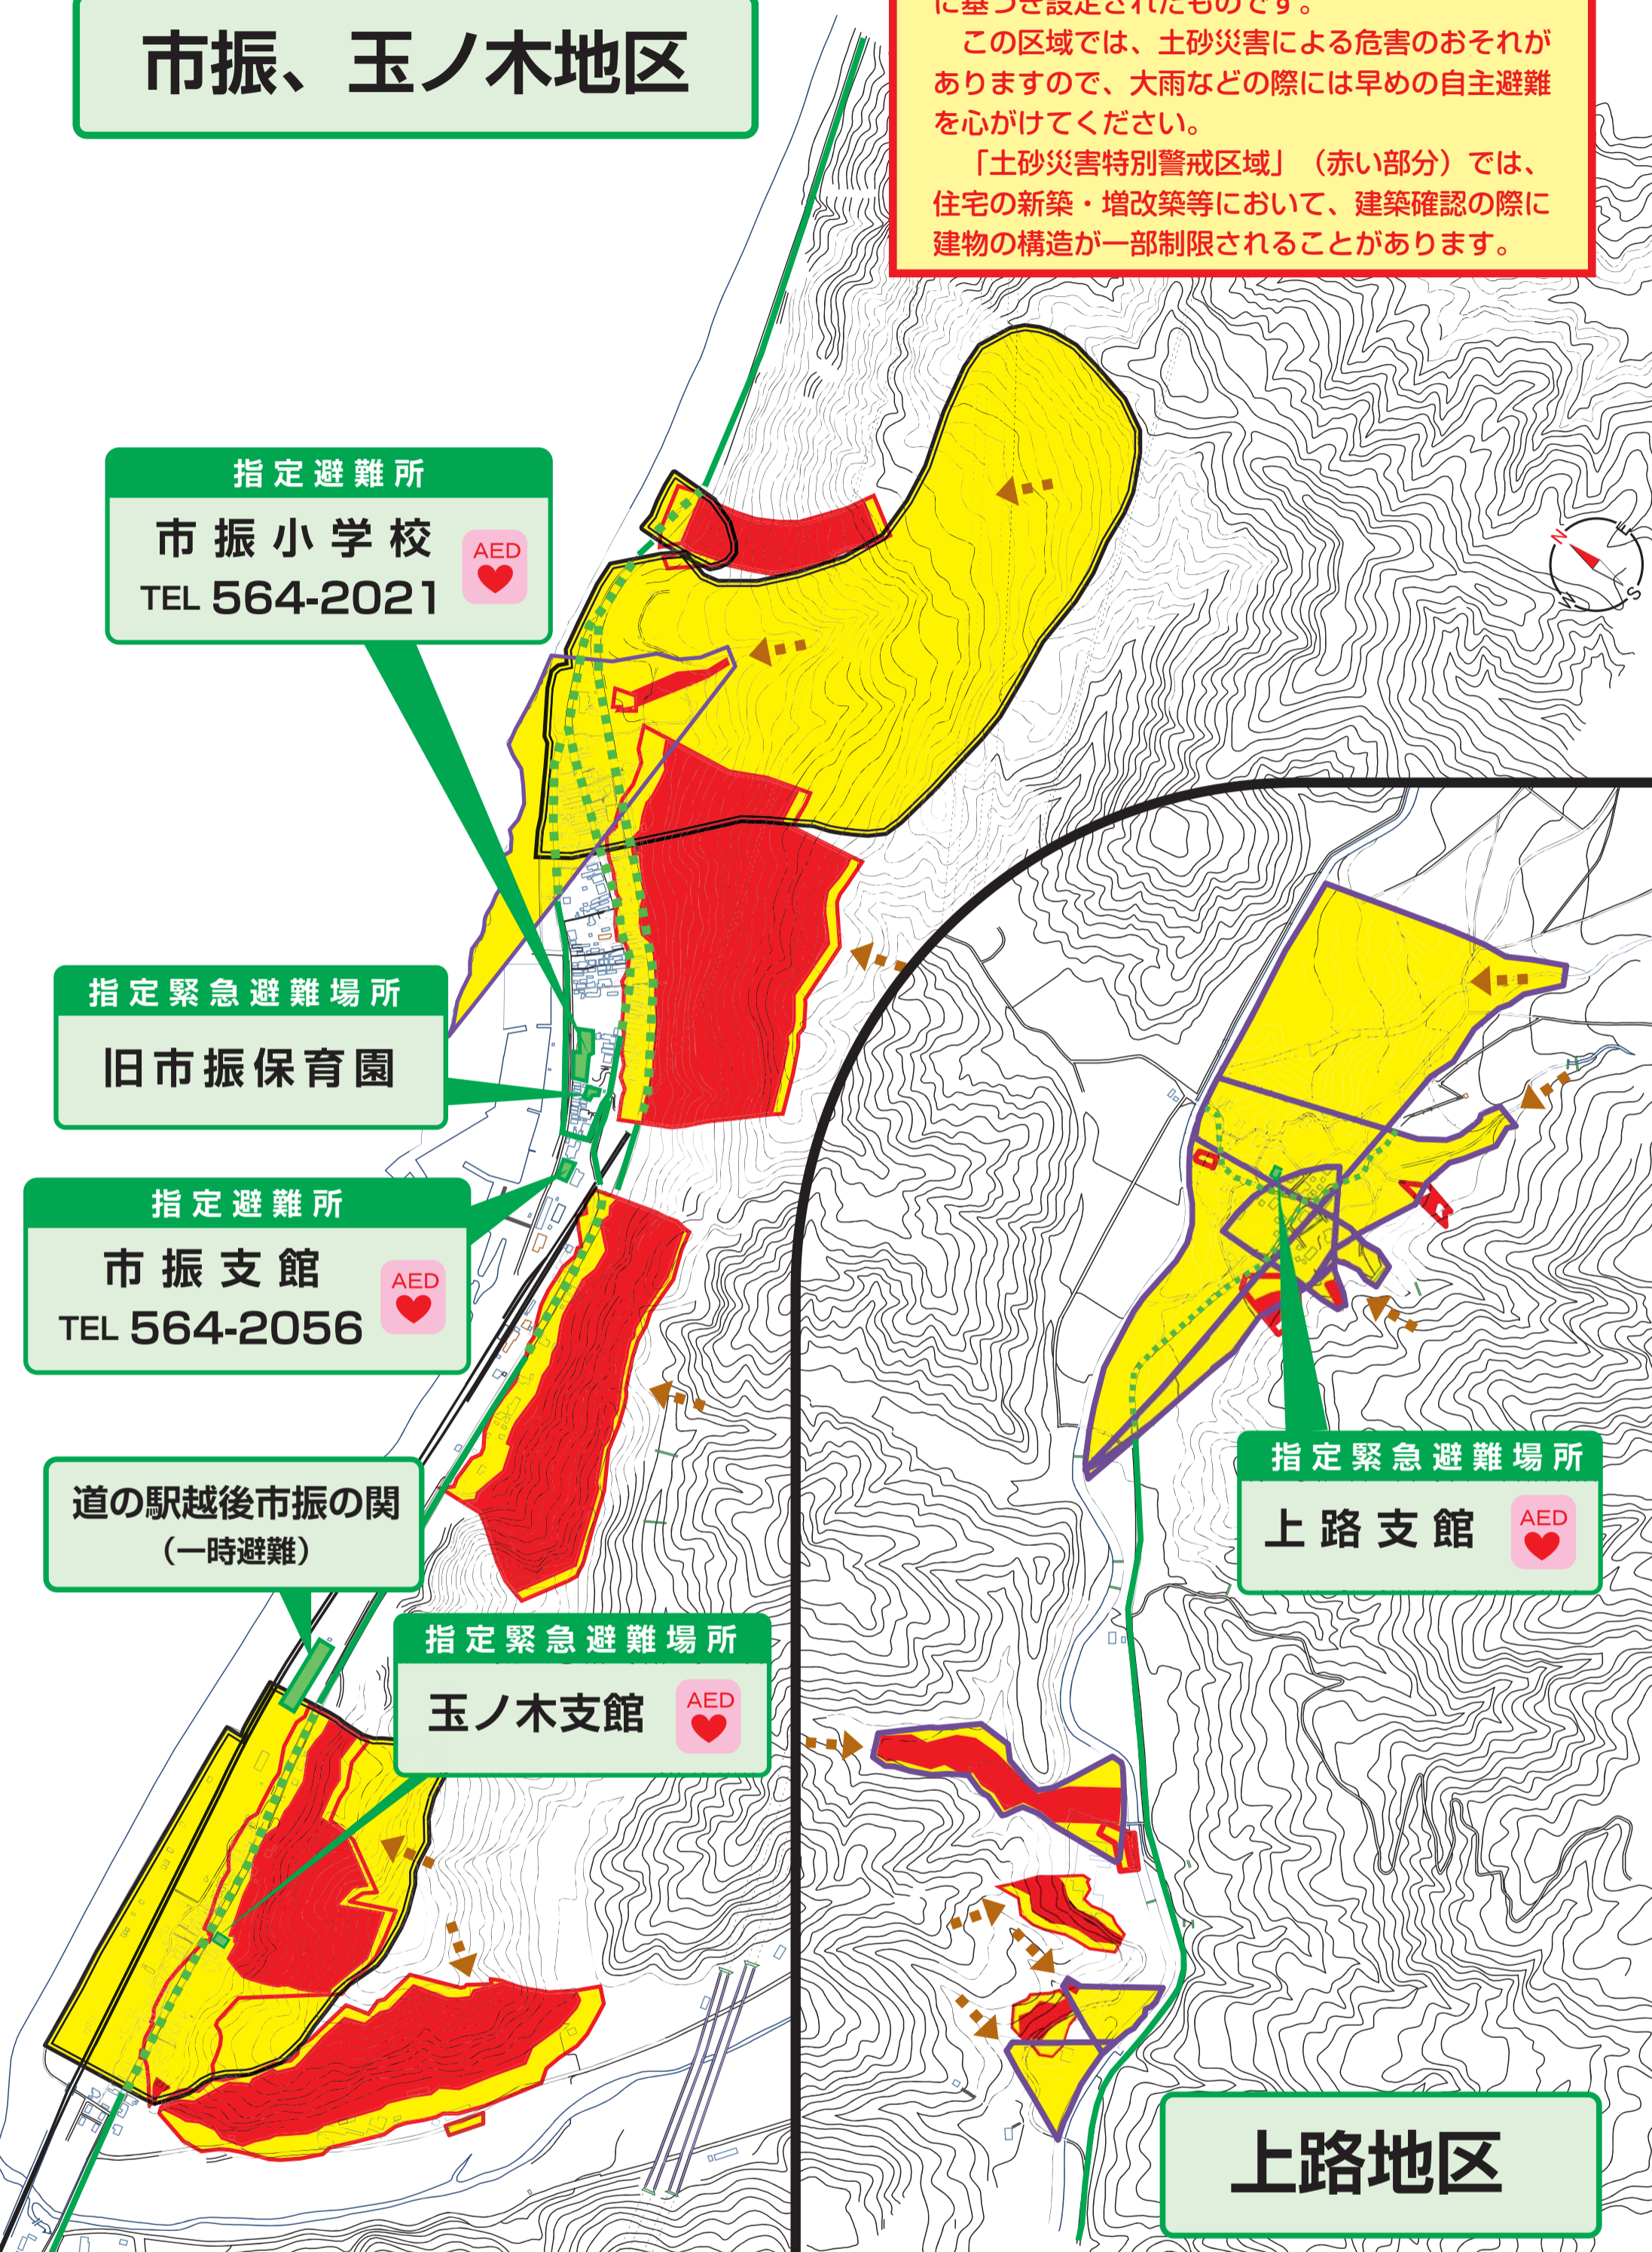 市振、玉ノ木地区
に基づき設定されたものです。
この区域では、土砂災害による危害のおそれが
ありますので、大雨などの際には早めの自主避難
を心がけてください。
「土砂災害特別警戒区域」（赤い部分）では、
住宅の新築・増改築等において、建築確認の際に
建物の構造が一部制限されることがあります。
指定避難所
市振小学校
TEL 564-2021
AED
N
E
W
S
指定緊急避難場所
旧市振保育園
指定避難所
市振支館
TEL 564-2056
AED
道の駅越後市振の関
（一時避難）
指定緊急避難場所
上路支館
AED
指定緊急避難場所
玉ノ木支館
AED
上路地区